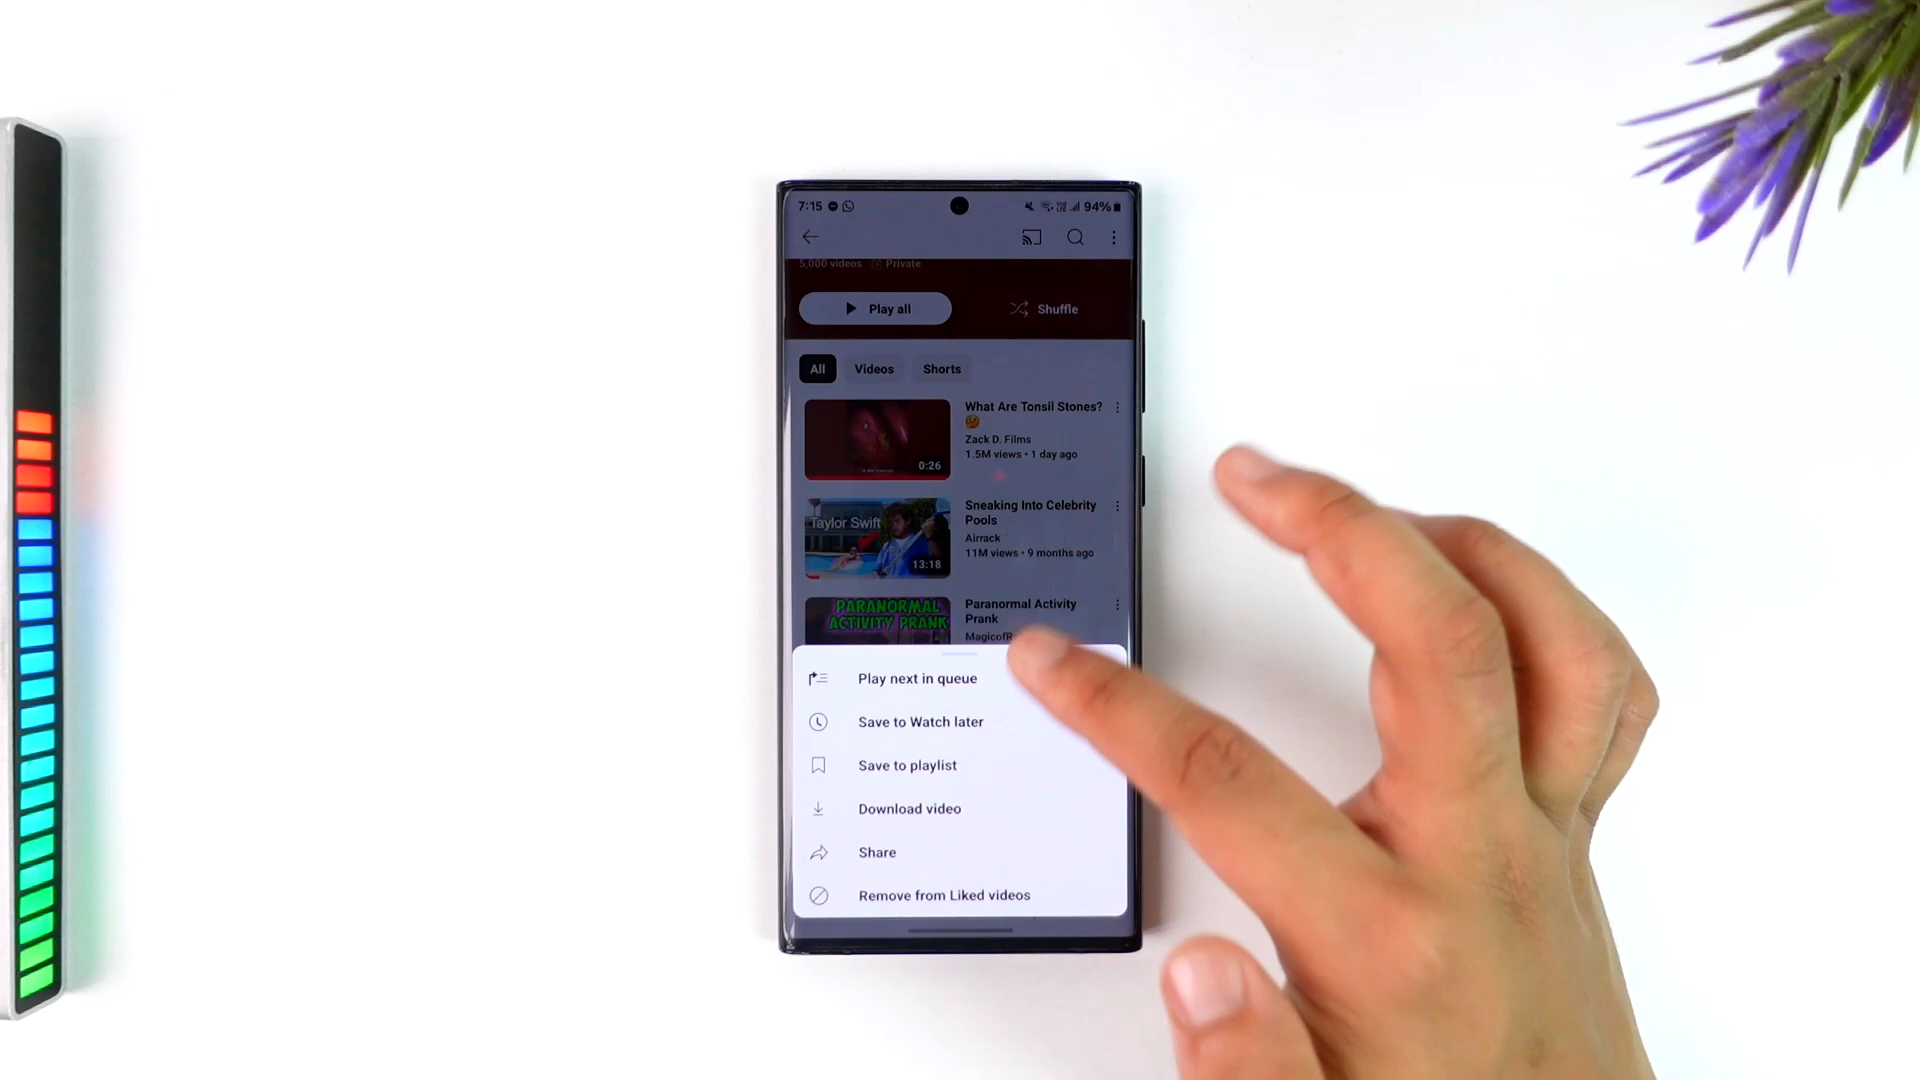 7:15 94%
5,000 videos Private
Play all Shuffle
All Videos Shorts
What Are Tonsil Stones?
🤔
Zack D. Films
1.5M views • 1 day ago
0:26
Sneaking Into Celebrity
Pools
Airrack
11M views • 9 months ago
Taylor Swift
13:18
PARANORMAL
ACTIVITY PRANK
Paranormal Activity
Prank
Play next in queue
Save to Watch later
Save to playlist
Download video
Share
Remove from Liked videos